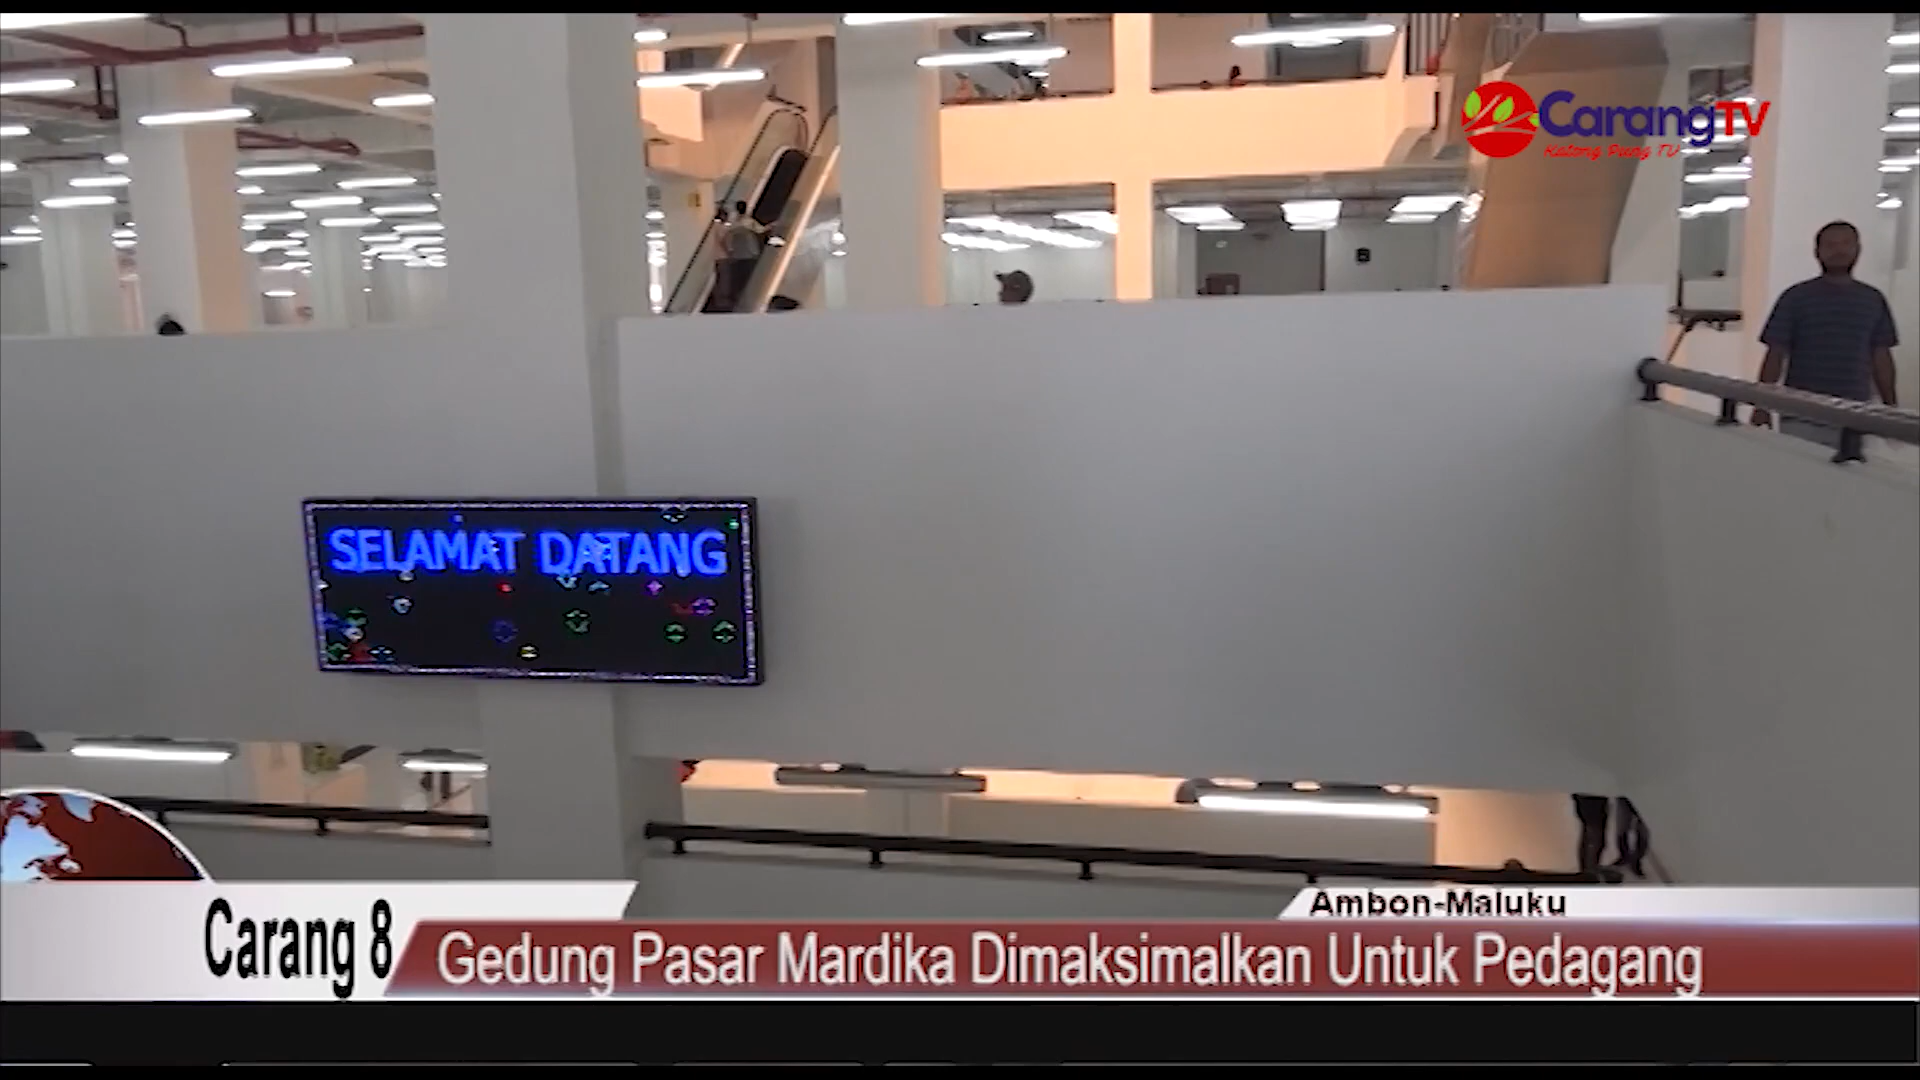 CarangTV
Katong Pung TV
SELAMAT DATANG
Ambon-Maluku
Carang 8
Gedung Pasar Mardika Dimaksimalkan Untuk Pedagang